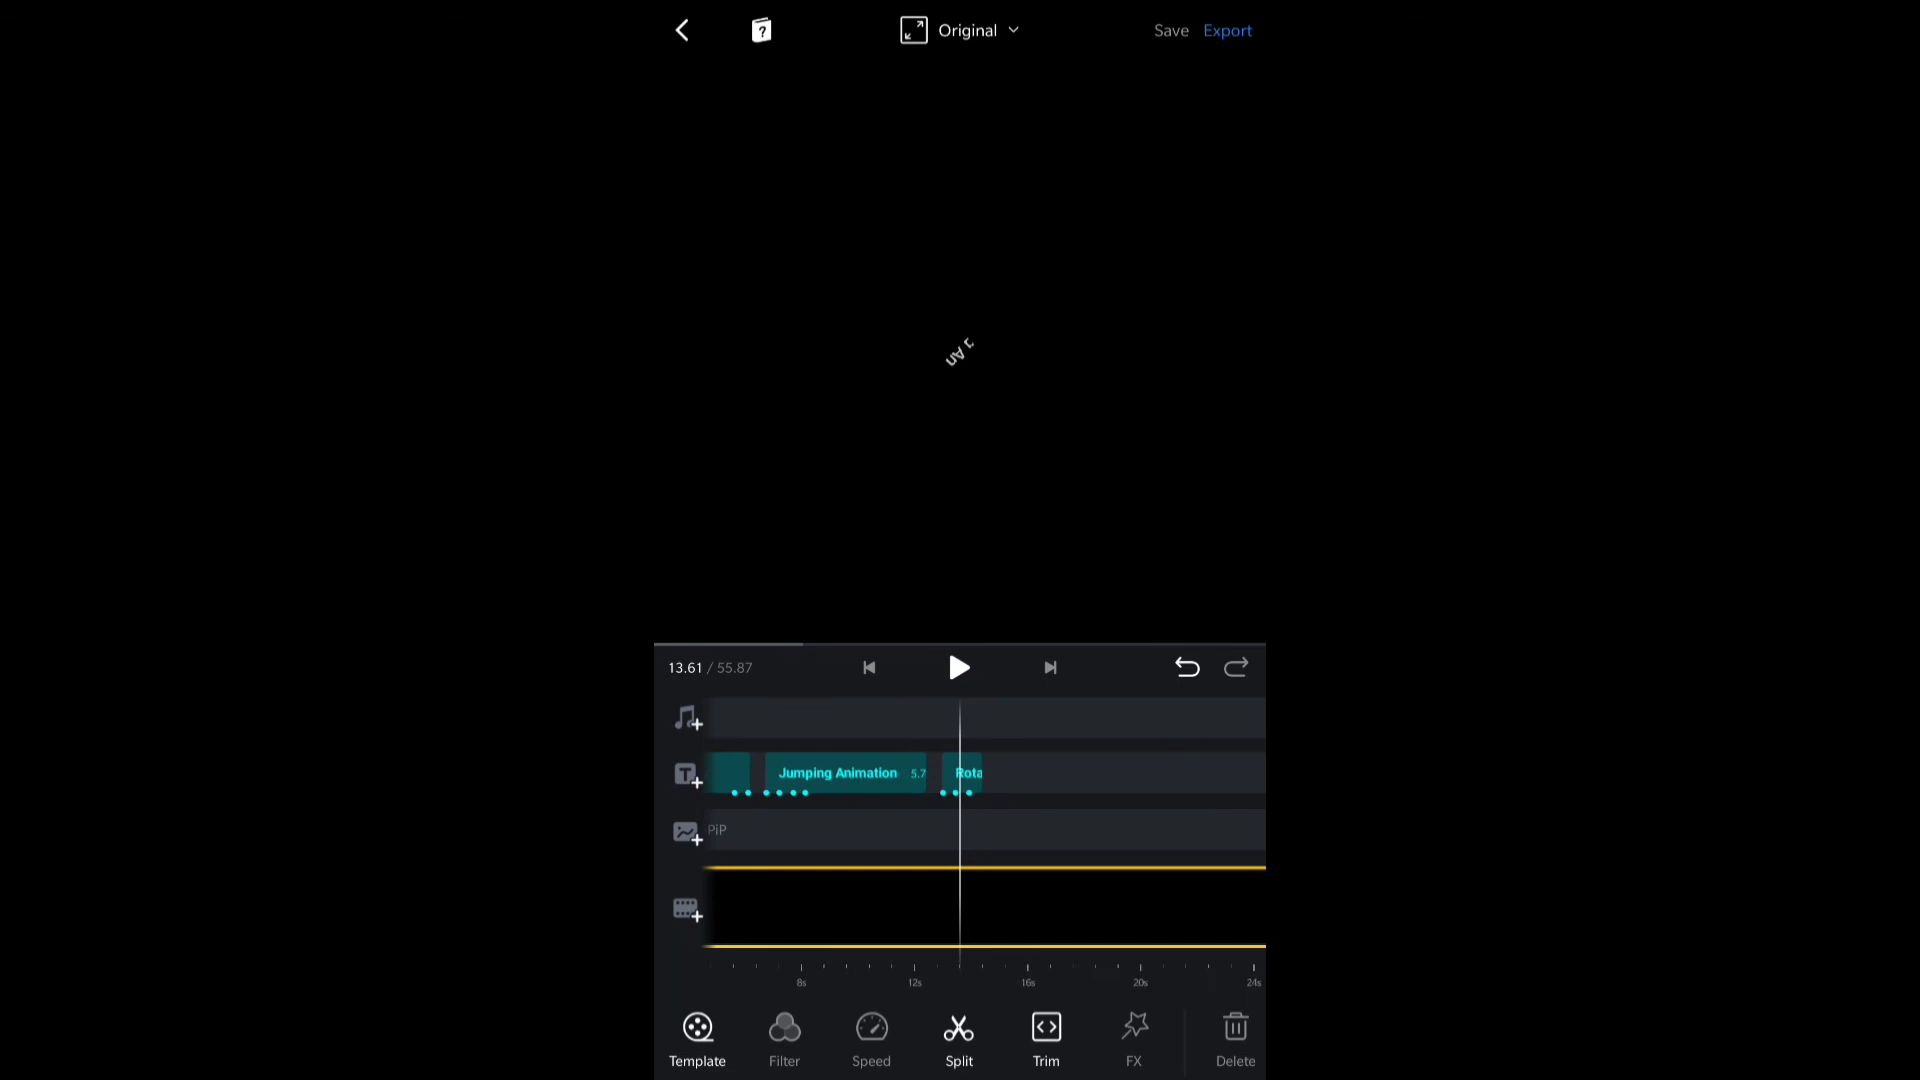 Original
Save Export
13.61 / 55.87
Jumping Animation 5.7
Rota
PiP
8s 12s 16s 20s 24s
Template Filter Speed Split Trim FX Delete